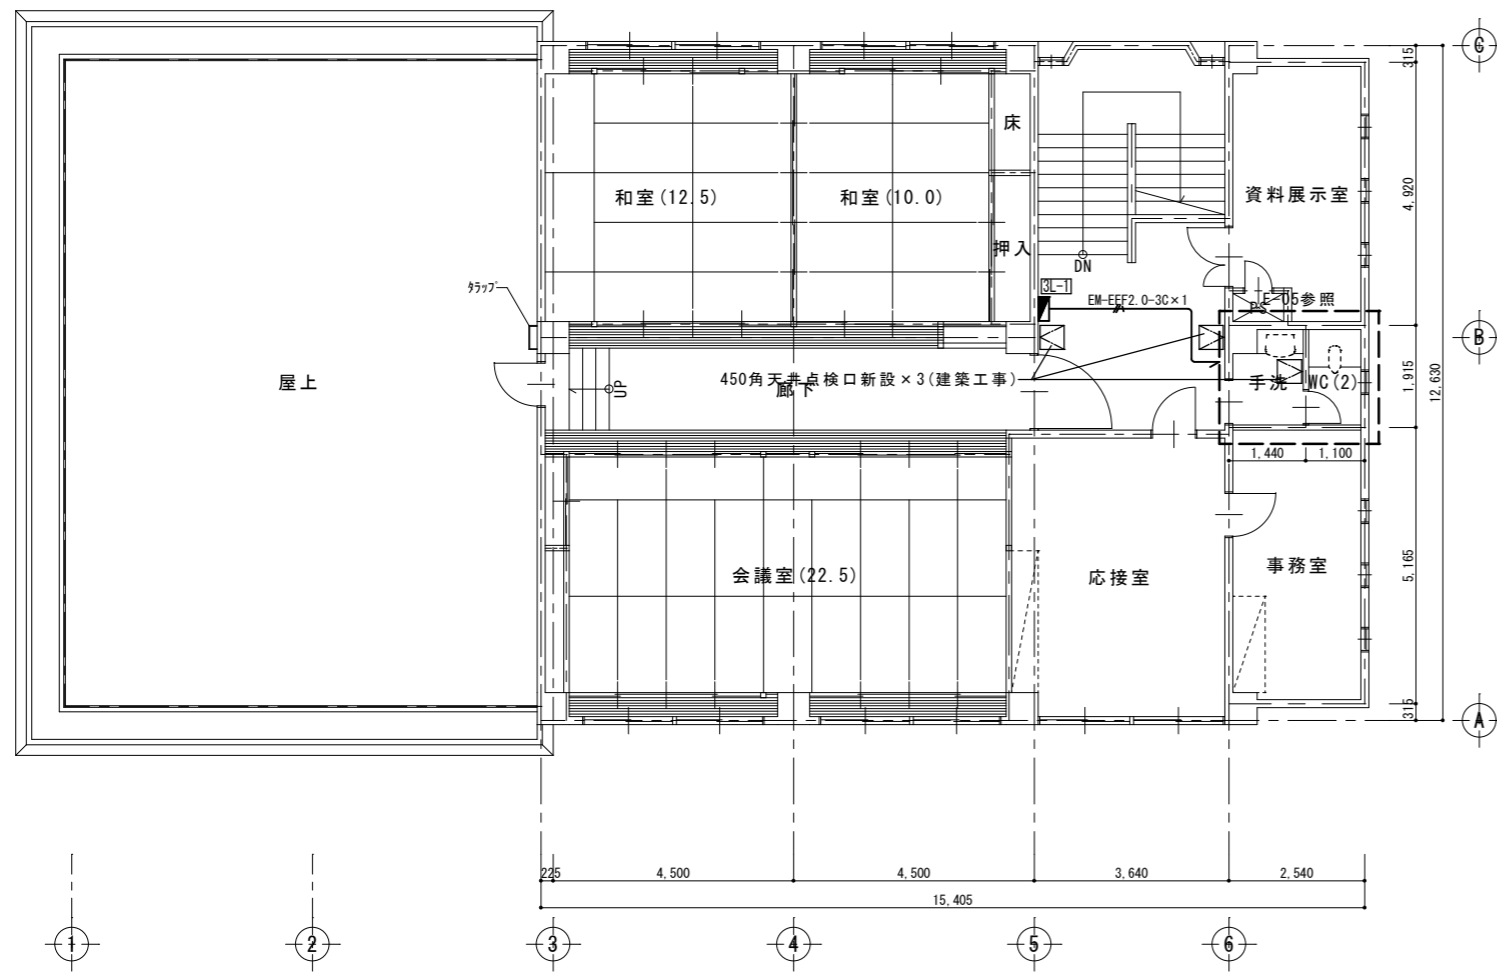 C
315
床
和室(12.5)
和室(10.0)
資料展示室
4,920
押入
DN
タラップ
3L-1
EM-EEF2.0-3C×1
E-05参照
PS
B
屋上
UP
450角天井点検口新設×3(建築工事)
廊下
手洗
WC(2)
1,915
12,630
1,440
1,100
会議室(22.5)
応接室
事務室
5,165
315
A
225
4,500
4,500
3,640
2,540
15,405
1
2
3
4
5
6